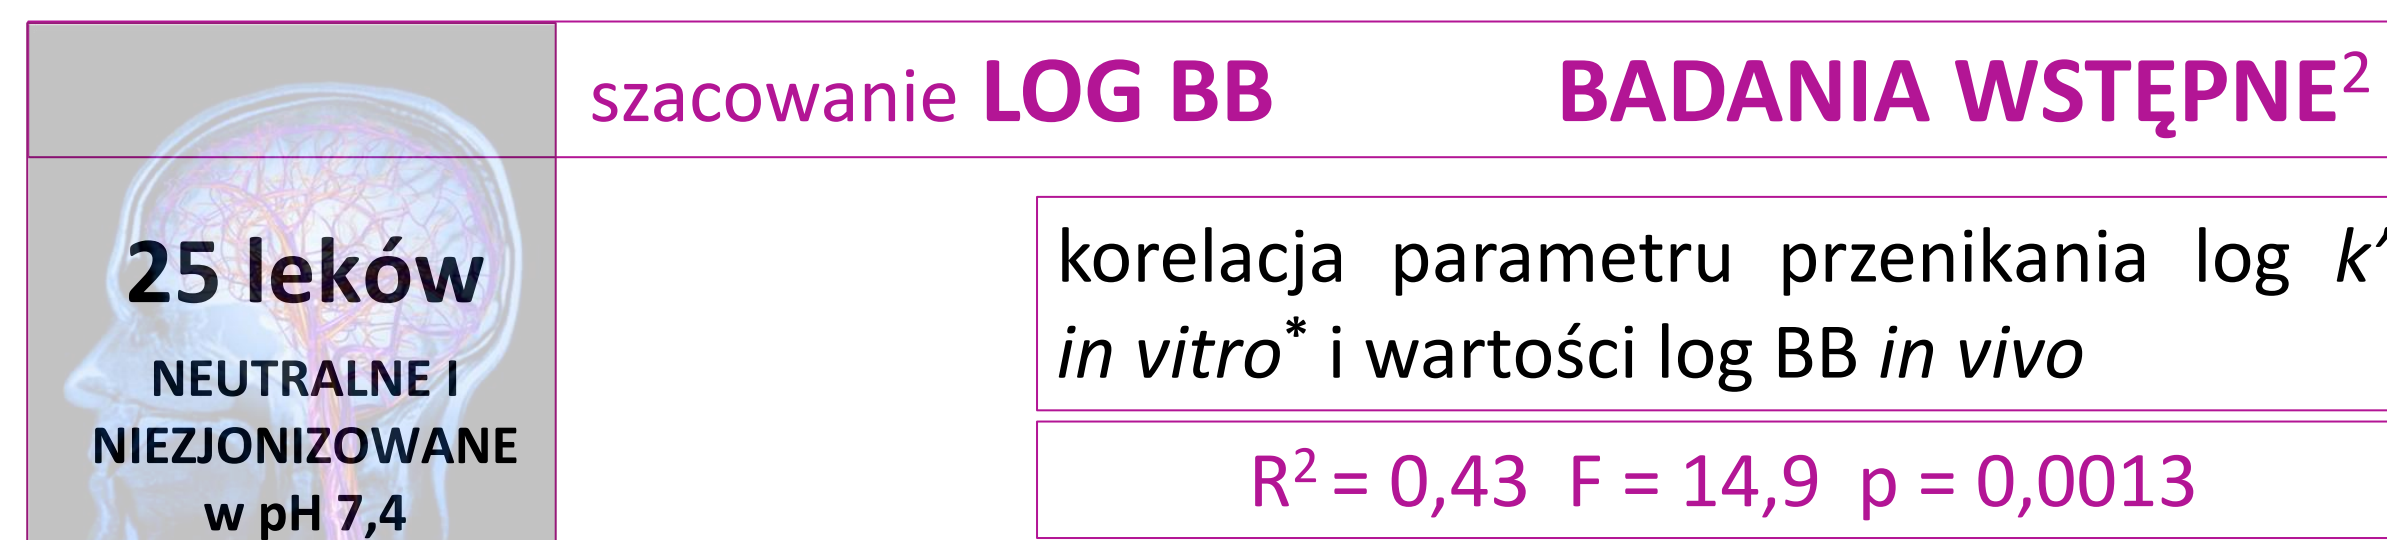 szacowanie LOG BB BADANIA WSTĘPNE²
25 leków
NEUTRALNE I
NIEZJONIZOWANE
w pH 7,4
korelacja parametru przenikania log k’
in vitro* i wartości log BB in vivo
R² = 0,43 F = 14,9 p = 0,0013